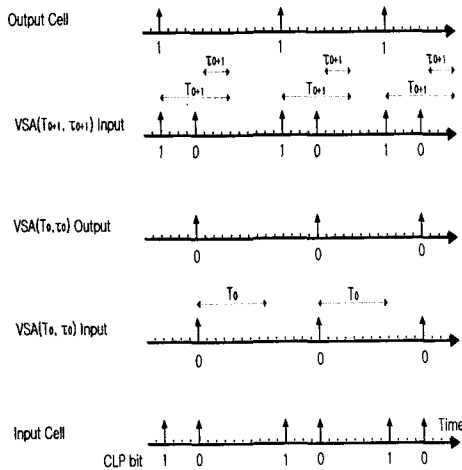 Output Cell
1 1 1
τ0+1 τ0+1 τ0+1
T0+1 T0+1 T0+1
VSA(T0+1, τ0+1) Input
1 0 1 0 1 0
VSA(T0,τ0) Output
0 0 0
T0 T0
VSA(T0, τ0) Input
0 0 0
Time
Input Cell
CLP bit 1 0 1 0 1 0